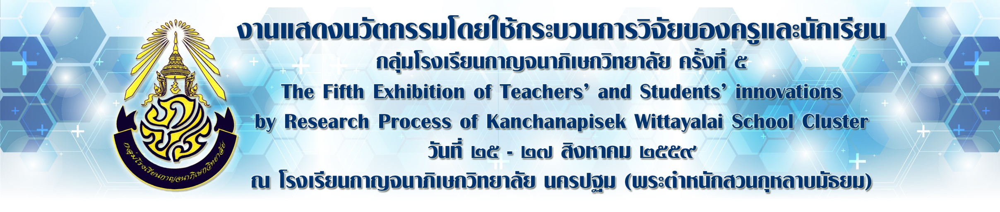 งานแสดงนวัตกรรมโดยใช้กระบวนการวิจัยของครูและนักเรียน
กลุ่มโรงเรียนกาญจนาภิเษกวิทยาลัย ครั้งที่ ๕
The Fifth Exhibition of Teachers’ and Students’ innovations
by Research Process of Kanchanapisek Wittayalai School Cluster
วันที่ ๒๕ - ๒๗ สิงหาคม ๒๕๕๙
ณ โรงเรียนกาญจนาภิเษกวิทยาลัย นครปฐม (พระตำหนักสวนกุหลาบมัธยม)
กลุ่มโรงเรียนกาญจนาภิเษกวิทยาลัย